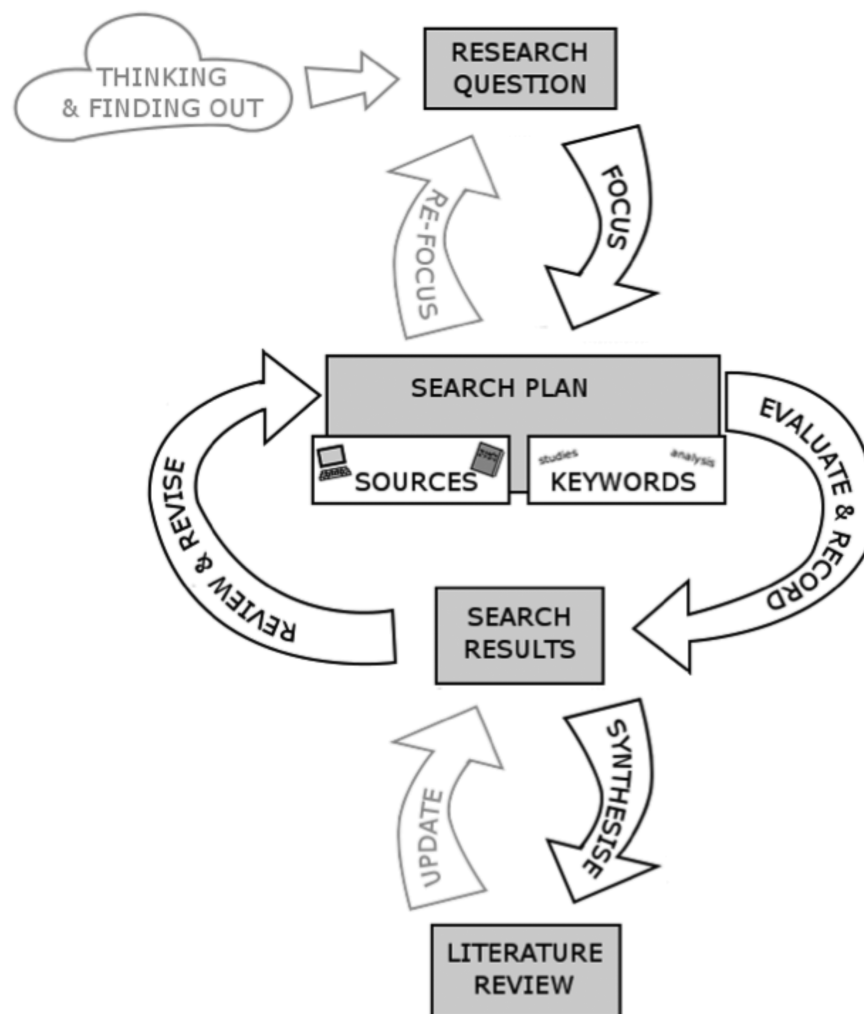 THINKING
& FINDING OUT
RESEARCH
QUESTION
RE-FOCUS
FOCUS
SEARCH PLAN
studies
analysis
SOURCES
KEYWORDS
EVALUATE & RECORD
REVIEW & REVISE
SEARCH
RESULTS
UPDATE
SYNTHESISE
LITERATURE
REVIEW